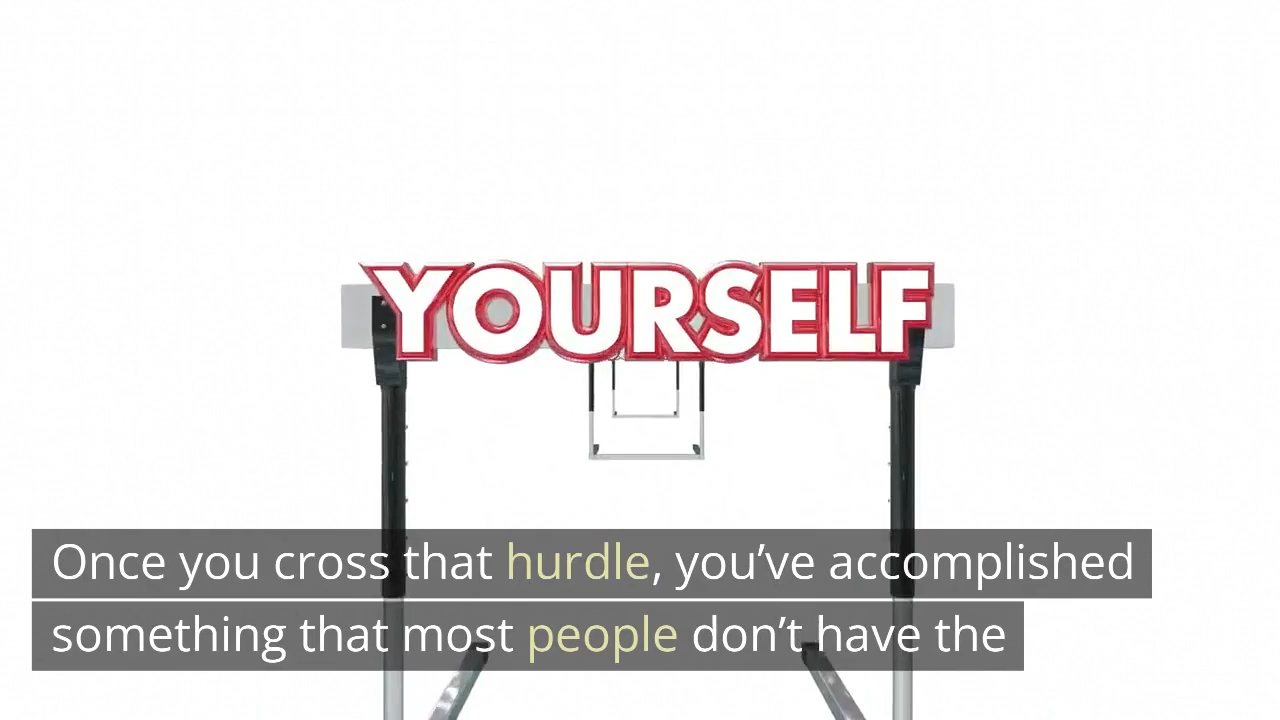 YOURSELF
Once you cross that hurdle, you’ve accomplished
something that most people don’t have the